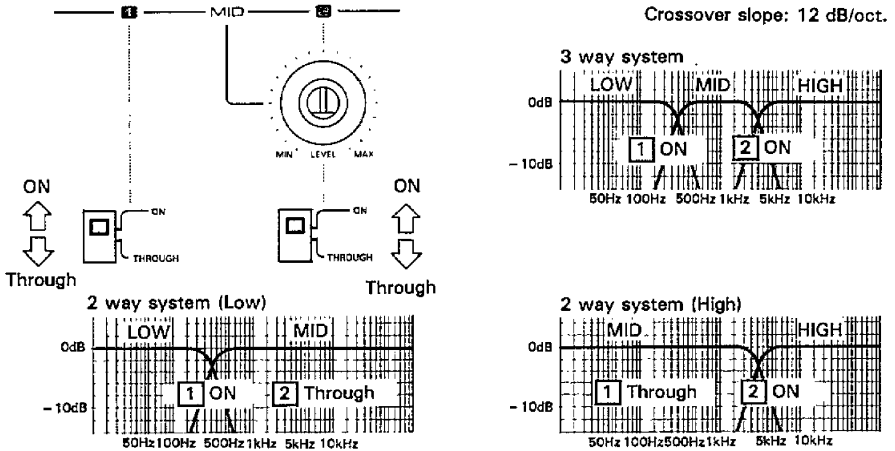 1 MID 2
MIN LEVEL MAX
ON
Through
ON
THROUGH
ON
THROUGH
ON
Through
Crossover slope: 12 dB/oct.
3 way system
LOW MID HIGH
0dB
1 ON 2 ON
– 10dB
50Hz 100Hz 500Hz 1kHz 5kHz 10kHz
2 way system (Low)
LOW MID
0dB
1 ON 2 Through
– 10dB
50Hz 100Hz 500Hz 1kHz 5kHz 10kHz
2 way system (High)
MID HIGH
0dB
1 Through 2 ON
– 10dB
50Hz 100Hz 500Hz 1kHz 5kHz 10kHz